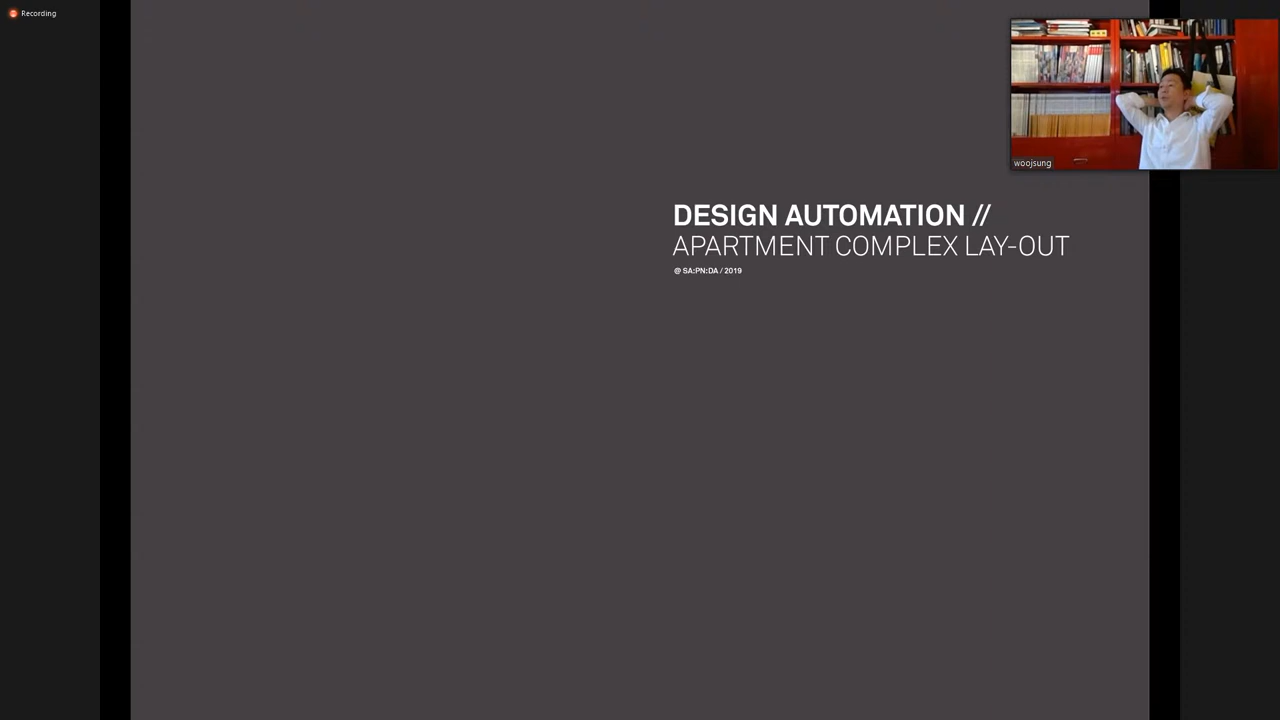 Recording
woojsung
DESIGN AUTOMATION //
APARTMENT COMPLEX LAY-OUT
@ SA:PN:DA / 2019